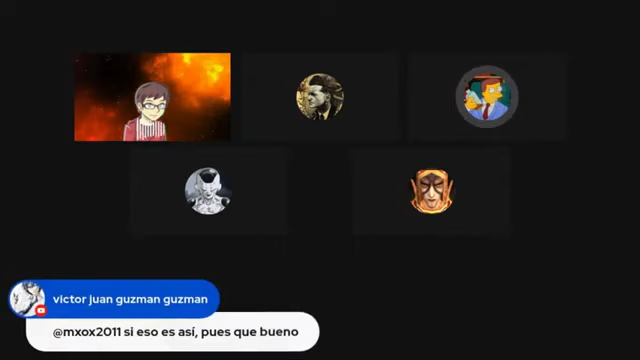 victor juan guzman guzman
@mxox2011 si eso es así, pues que bueno